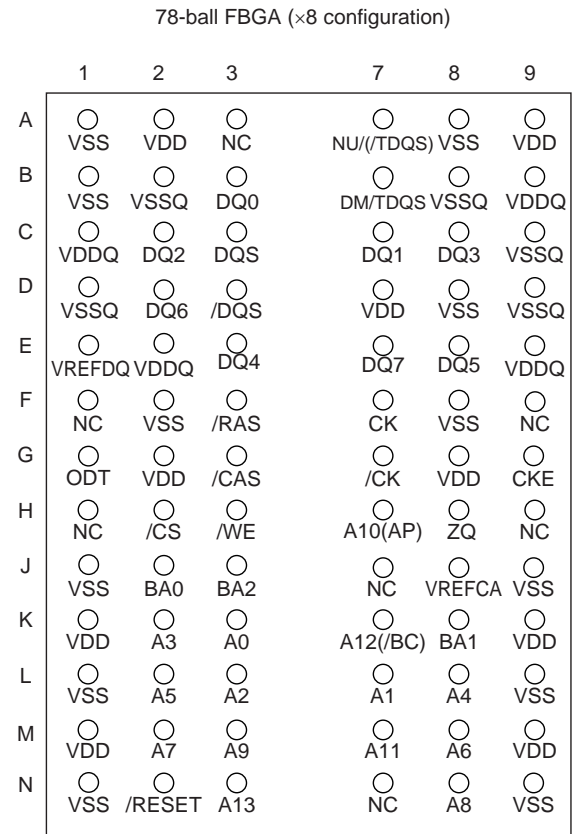 78-ball FBGA (×8 configuration)
1 2 3 7 8 9
A
VSS VDD NC NU/(/TDQS) VSS VDD
B
VSS VSSQ DQ0 DM/TDQS VSSQ VDDQ
C
VDDQ DQ2 DQS DQ1 DQ3 VSSQ
D
VSSQ DQ6 /DQS VDD VSS VSSQ
E
VREFDQ VDDQ DQ4 DQ7 DQ5 VDDQ
F
NC VSS /RAS CK VSS NC
G
ODT VDD /CAS /CK VDD CKE
H
NC /CS /WE A10(AP) ZQ NC
J
VSS BA0 BA2 NC VREFCA VSS
K
VDD A3 A0 A12(/BC) BA1 VDD
L
VSS A5 A2 A1 A4 VSS
M
VDD A7 A9 A11 A6 VDD
N
VSS /RESET A13 NC A8 VSS